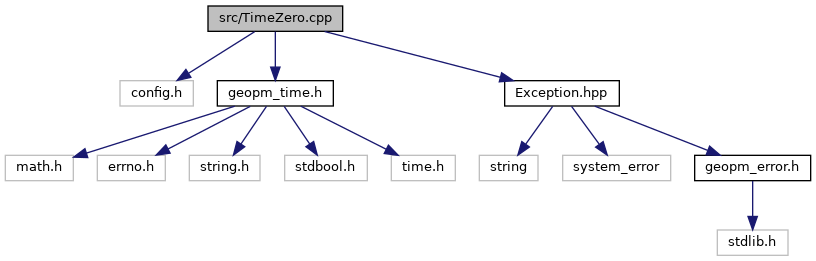 src/TimeZero.cpp
config.h
geopm_time.h
Exception.hpp
math.h
errno.h
string.h
stdbool.h
time.h
string
system_error
geopm_error.h
stdlib.h